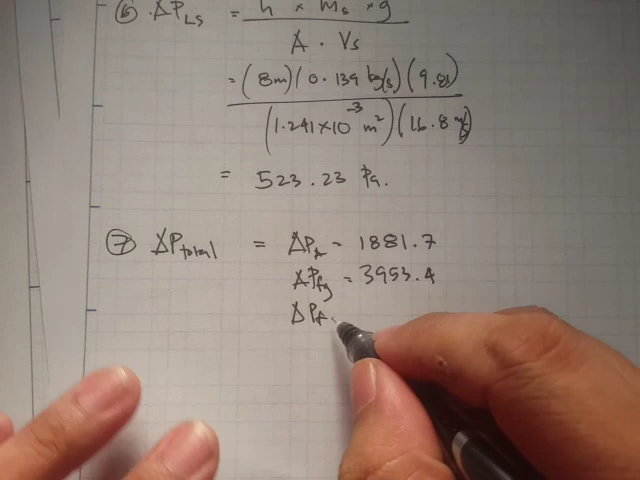 ⑥ ΔP_LS = h × m_s × g
A · V_s
= (8m)(0.139 kg/s)(9.81)
(1.241×10⁻³ m²)(16.8 m/s)
= 523.23 Pa.
⑦ ΔP_total = ΔP_a = 1881.7
ΔP_fg = 3953.4
ΔP_f